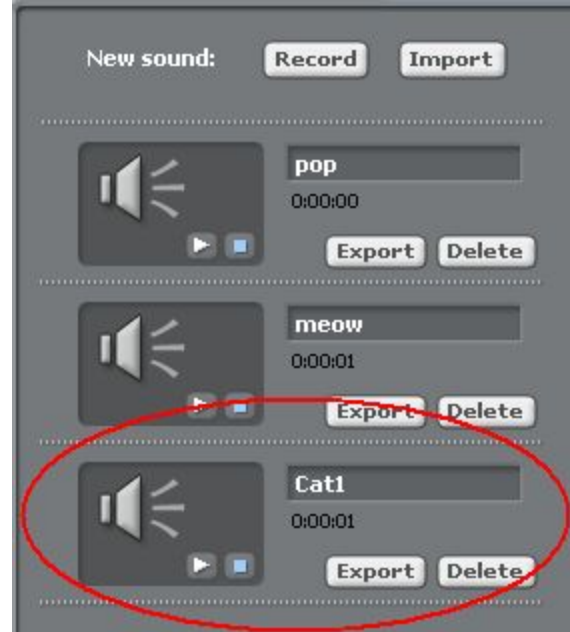 New sound: Record Import
pop
0:00:00
Export Delete
meow
0:00:01
Export Delete
Cat1
0:00:01
Export Delete